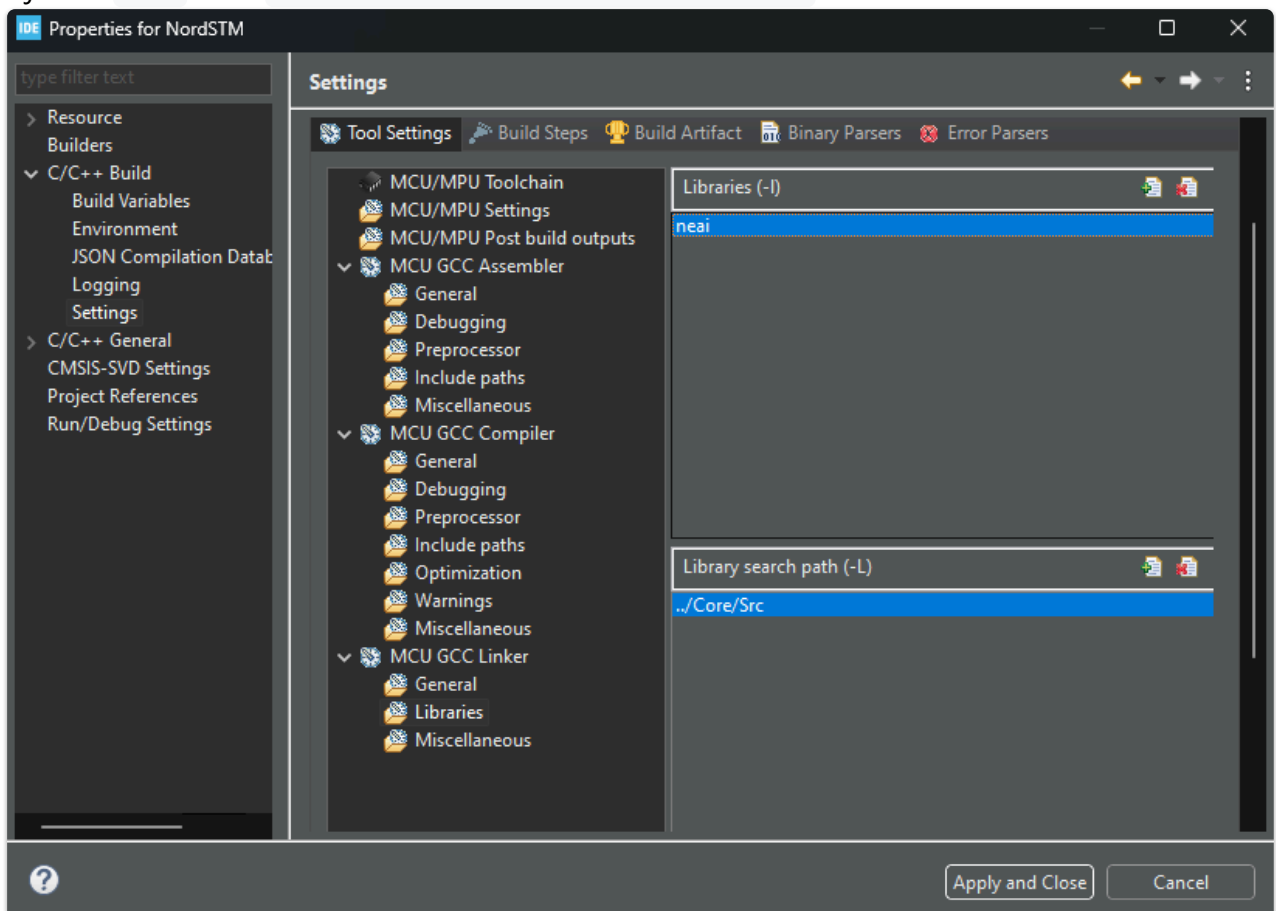 IDE Properties for NordSTM
type filter text
Resource
Builders
C/C++ Build
Build Variables
Environment
JSON Compilation Datab
Logging
Settings
C/C++ General
CMSIS-SVD Settings
Project References
Run/Debug Settings
Settings
Tool Settings Build Steps Build Artifact Binary Parsers Error Parsers
MCU/MPU Toolchain
MCU/MPU Settings
MCU/MPU Post build outputs
MCU GCC Assembler
General
Debugging
Preprocessor
Include paths
Miscellaneous
MCU GCC Compiler
General
Debugging
Preprocessor
Include paths
Optimization
Warnings
Miscellaneous
MCU GCC Linker
General
Libraries
Miscellaneous
Libraries (-l)
neai
Library search path (-L)
../Core/Src
?
Apply and Close Cancel